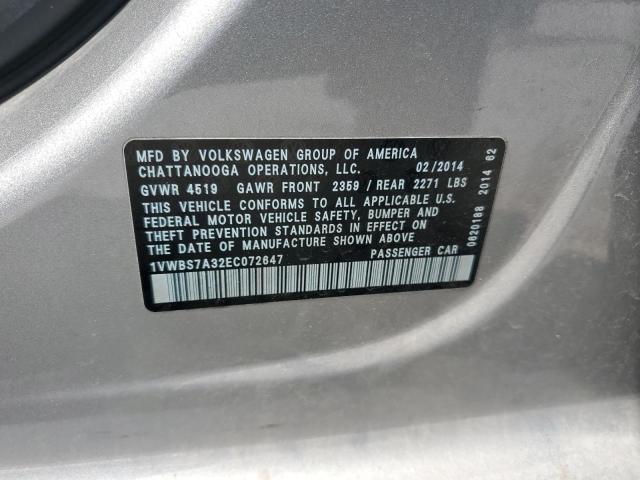 MFD BY VOLKSWAGEN GROUP OF AMERICA
CHATTANOOGA OPERATIONS, LLC. 02/2014
GVWR 4519 GAWR FRONT 2359 / REAR 2271 LBS
THIS VEHICLE CONFORMS TO ALL APPLICABLE U.S.
FEDERAL MOTOR VEHICLE SAFETY, BUMPER AND
THEFT PREVENTION STANDARDS IN EFFECT ON
THE DATE OF MANUFACTURE SHOWN ABOVE
1VWBS7A32EC072647 PASSENGER CAR
0620188 2014 62